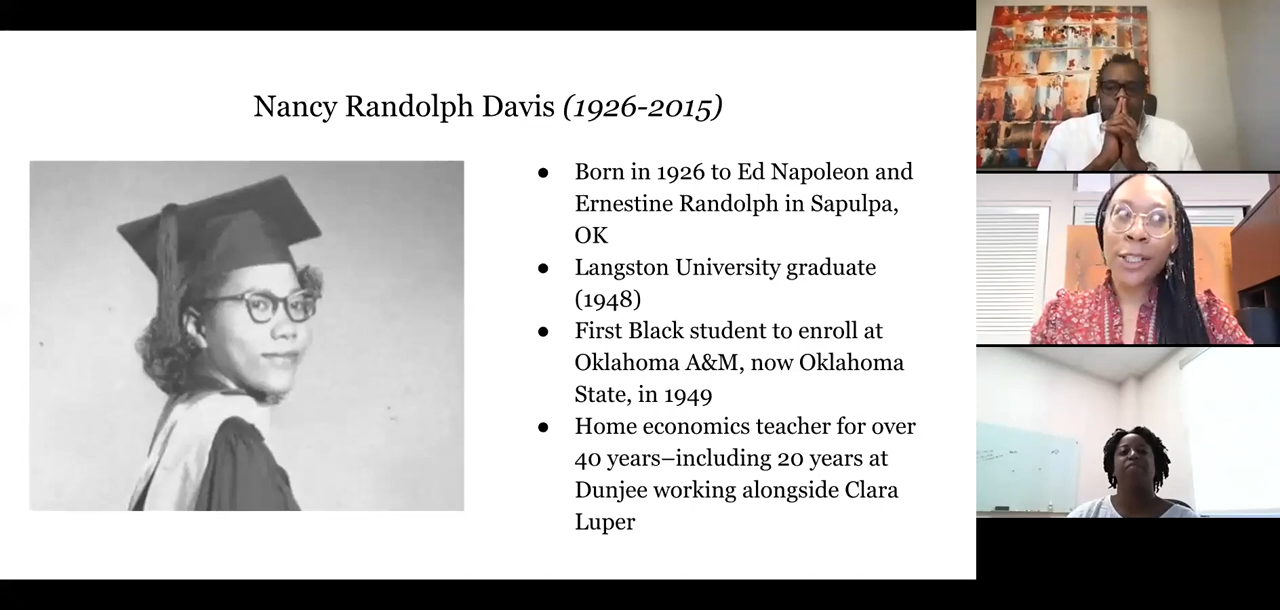 Nancy Randolph Davis (1926-2015)
● Born in 1926 to Ed Napoleon and
Ernestine Randolph in Sapulpa,
OK
● Langston University graduate
(1948)
● First Black student to enroll at
Oklahoma A&M, now Oklahoma
State, in 1949
● Home economics teacher for over
40 years–including 20 years at
Dunjee working alongside Clara
Luper